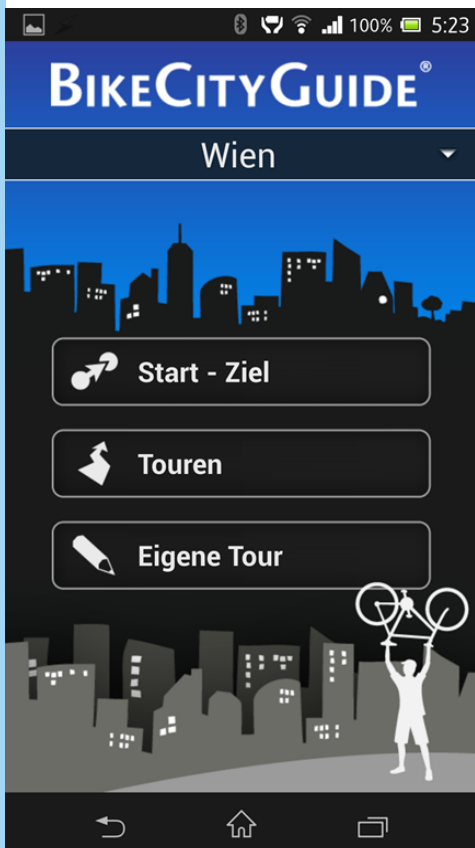 100% 5:23
BIKECITYGUIDE®
Wien
Start - Ziel
Touren
Eigene Tour